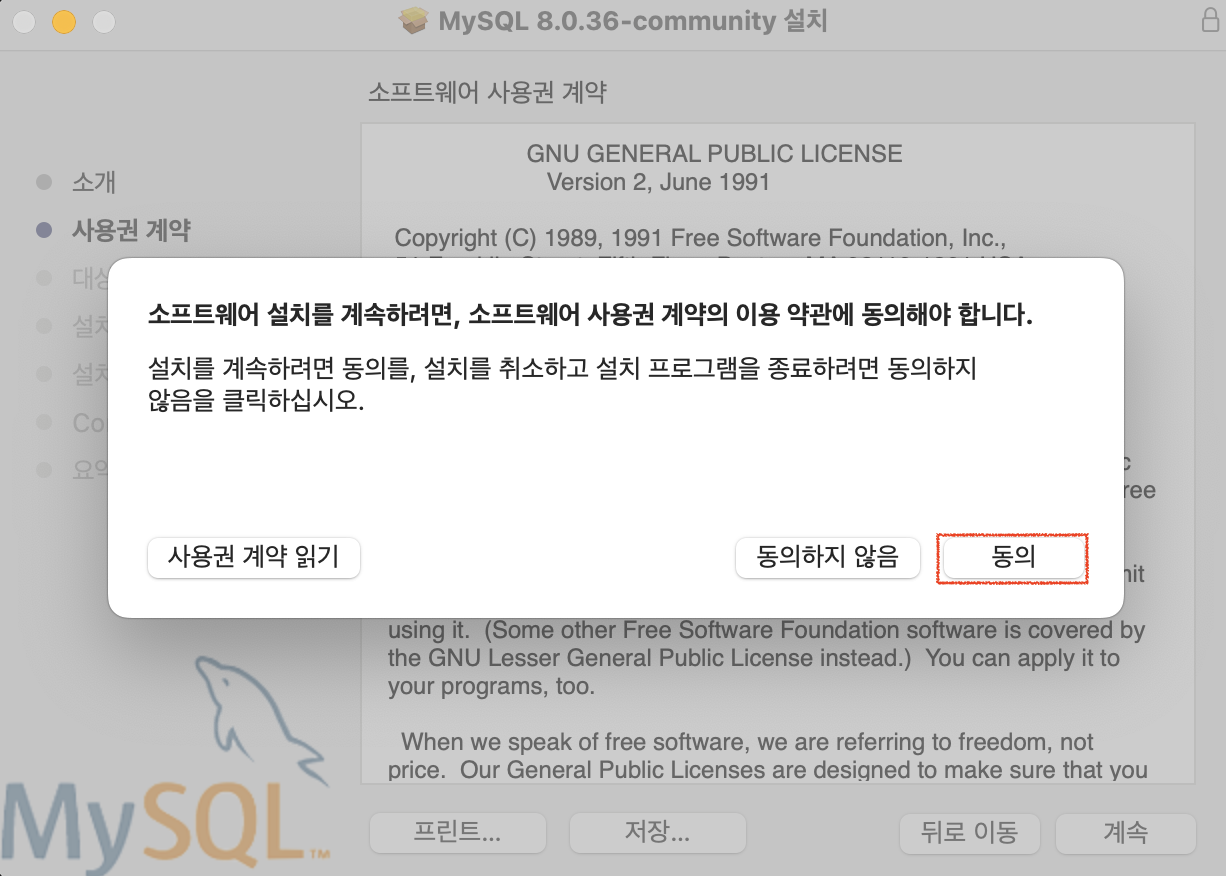 MySQL 8.0.36-community 설치
소프트웨어 사용권 계약
소개
사용권 계약
대상
설치
설치
Co
요약
GNU GENERAL PUBLIC LICENSE
Version 2, June 1991
Copyright (C) 1989, 1991 Free Software Foundation, Inc.,
소프트웨어 설치를 계속하려면, 소프트웨어 사용권 계약의 이용 약관에 동의해야 합니다.
설치를 계속하려면 동의를, 설치를 취소하고 설치 프로그램을 종료하려면 동의하지
않음을 클릭하십시오.
사용권 계약 읽기
동의하지 않음
동의
using it.  (Some other Free Software Foundation software is covered by
the GNU Lesser General Public License instead.)  You can apply it to
your programs, too.
When we speak of free software, we are referring to freedom, not
price.  Our General Public Licenses are designed to make sure that you
MySQL™
프린트...
저장...
뒤로 이동
계속